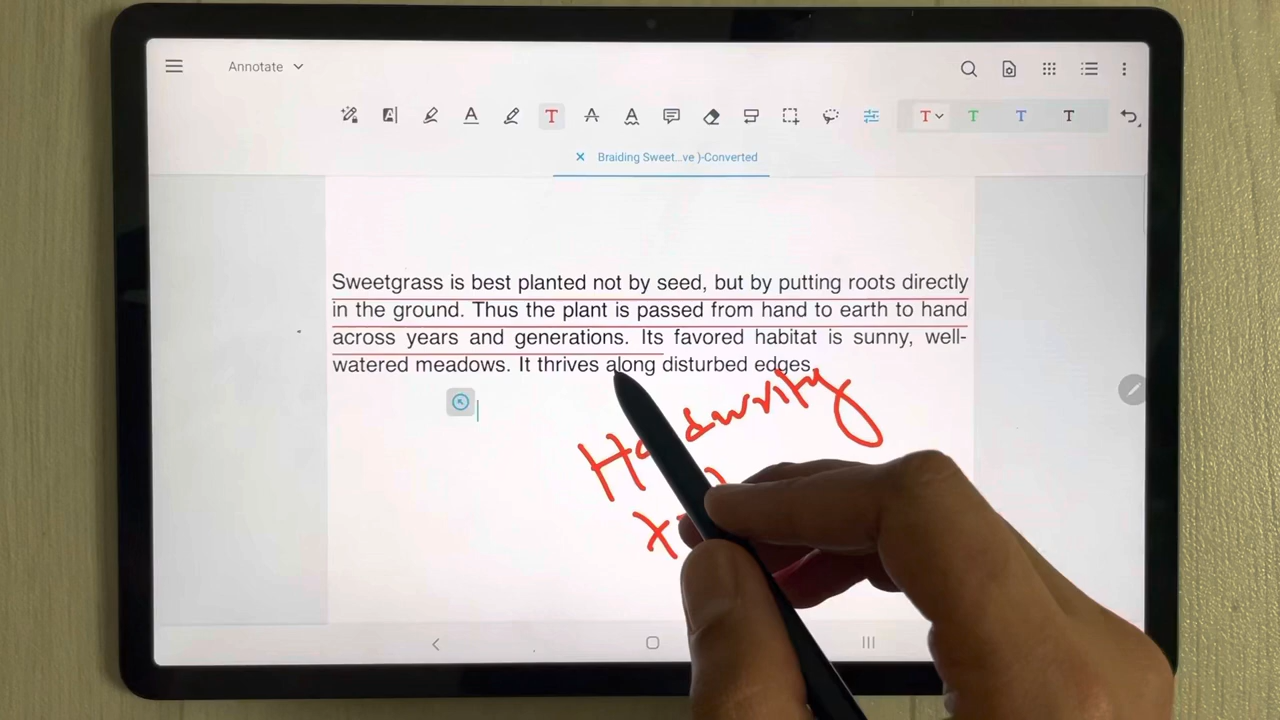 Annotate
T T T T
Braiding Sweet...ve )-Converted
Sweetgrass is best planted not by seed, but by putting roots directly
in the ground. Thus the plant is passed from hand to earth to hand
across years and generations. Its favored habitat is sunny, well-
watered meadows. It thrives along disturbed edges.